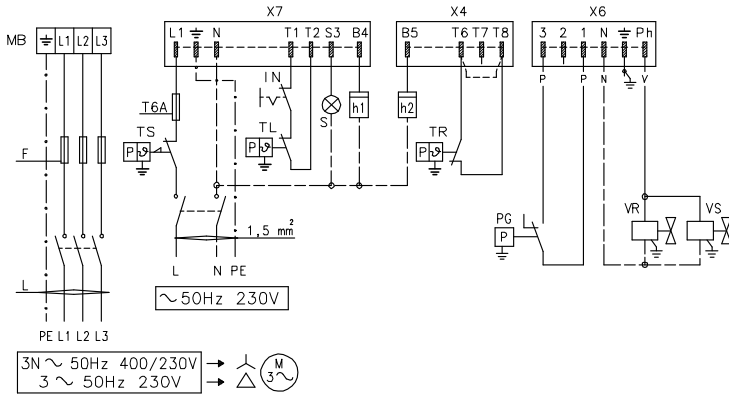 X7 X4 X6
MB L1 L2 L3
L1 N T1 T2 S3 B4
B5 T6 T7 T8
3 2 1 N Ph
P P N V
IN
T6A
h1 h2
S
TS TL TR
P P P
F
PG
P
VR VS
1,5 mm²
L N PE
~ 50Hz 230V
L
PE L1 L2 L3
3N ~ 50Hz 400/230V
3 ~ 50Hz 230V
M
3~